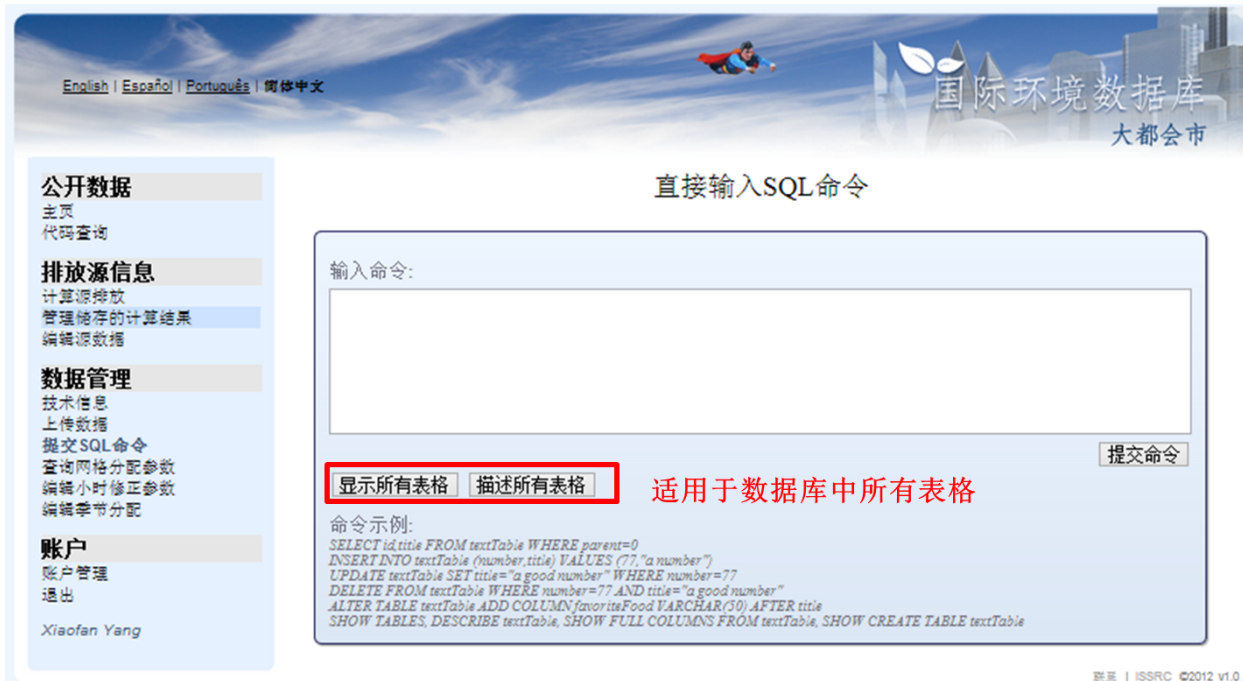 English | Español | Português | 简体中文
国际环境数据库
大都会市
公开数据
主页
代码查询
排放源信息
计算源排放
管理储存的计算结果
编辑源数据
数据管理
技术信息
上传数据
提交SQL命令
查询网格分配参数
编辑小时修正参数
编辑季节分配
账户
账户管理
退出
Xiaofan Yang
直接输入SQL命令
输入命令:
提交命令
显示所有表格 描述所有表格 适用于数据库中所有表格
命令示例:
SELECT id,title FROM textTable WHERE parent=0
INSERT INTO textTable (number,title) VALUES (77,"a number")
UPDATE textTable SET title="a good number" WHERE number=77
DELETE FROM textTable WHERE number=77 AND title="a good number"
ALTER TABLE textTable ADD COLUMN favoriteFood VARCHAR(50) AFTER title
SHOW TABLES, DESCRIBE textTable, SHOW FULL COLUMNS FROM textTable, SHOW CREATE TABLE textTable
联系 | ISSRC ©2012 v1.0